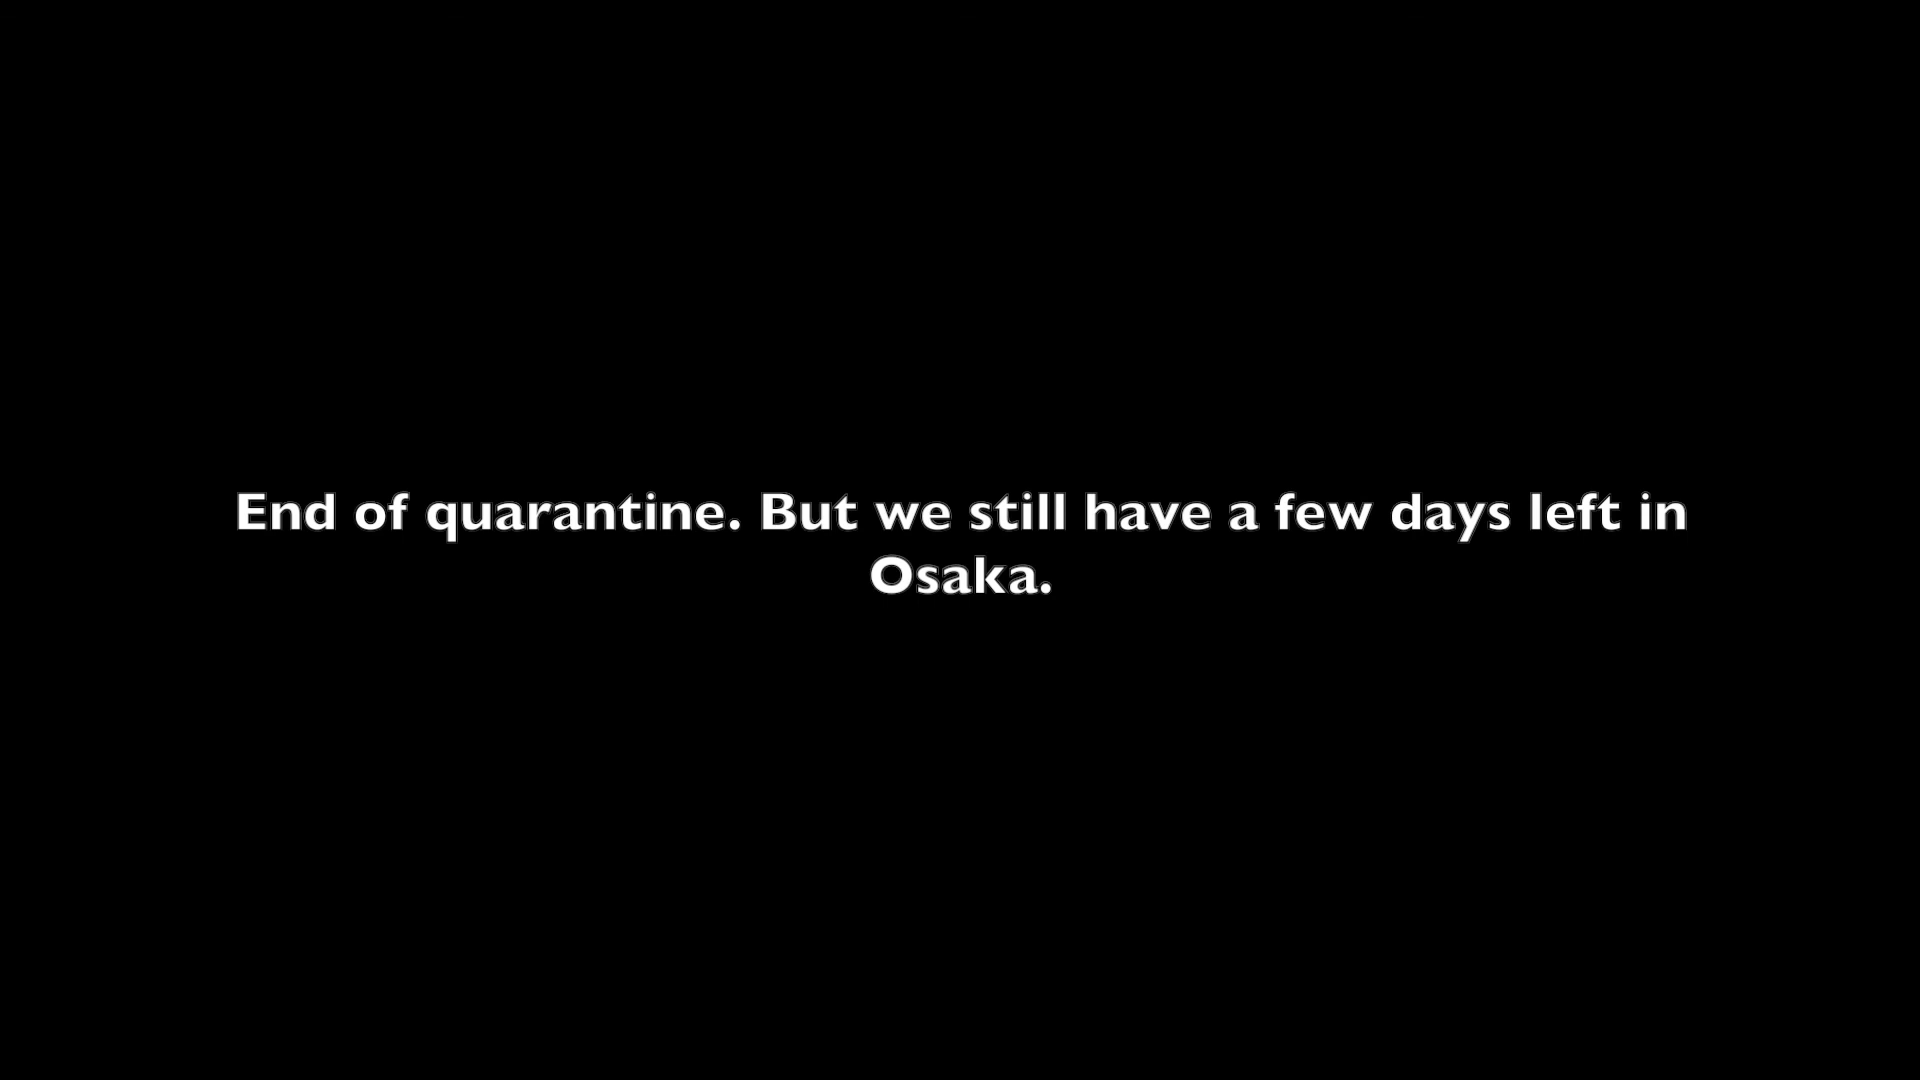 End of quarantine. But we still have a few days left in
Osaka.